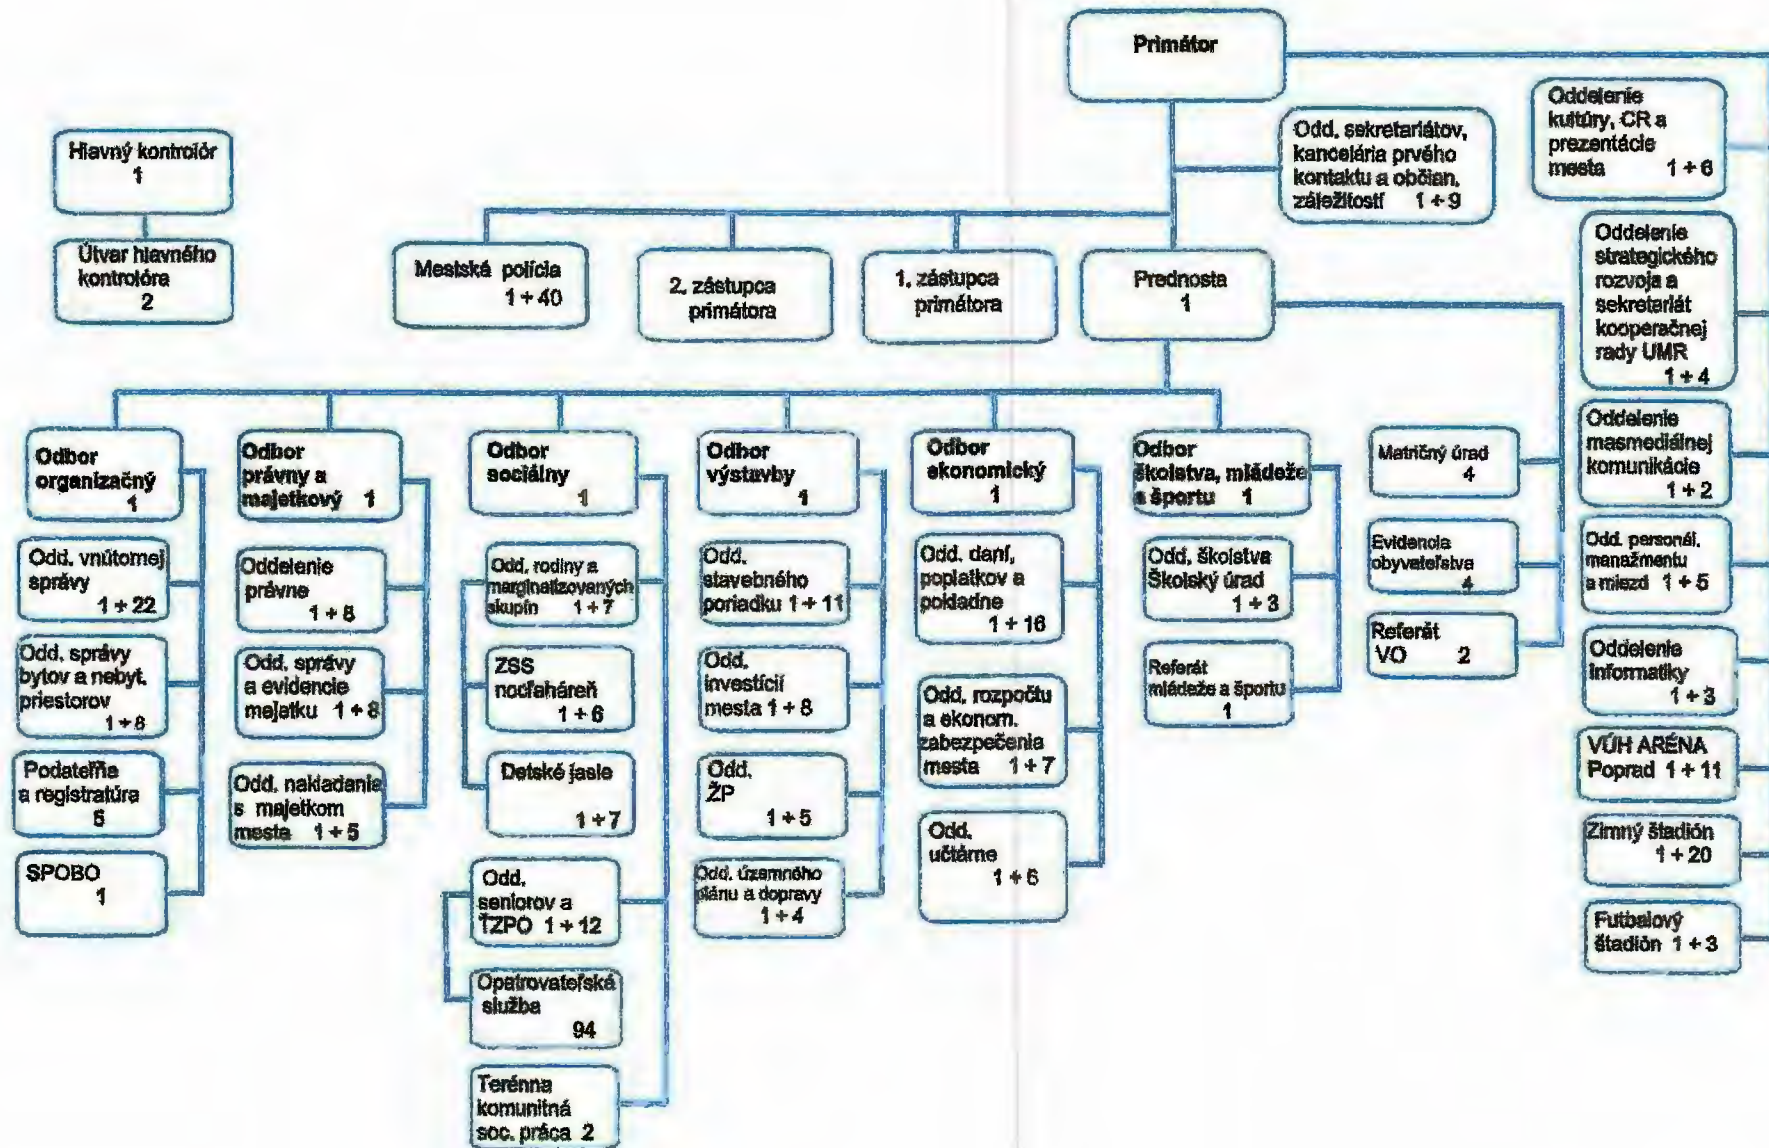 Primátor
Oddelenie
kultúry, CR a
prezentácie
mesta 1 + 6
Odd. sekretariátov,
kancelária prvého
kontaktu a občian.
záležitostí 1 + 9
Hlavný kontrolór
1
Útvar hlavného
kontrolóra
2
Mestská polícia
1 + 40
2. zástupca
primátora
1. zástupca
primátora
Prednosta
1
Oddelenie
strategického
rozvoja a
sekretariát
kooperačnej
rady UMR
1 + 4
Odbor
organizačný
1
Odd. vnútornej
správy
1 + 22
Odd. správy
bytov a nebyt.
priestorov
1 + 8
Podateľňa
a registratúra
5
SPOBO
1
Odbor
právny a
majetkový 1
Oddelenie
právne
1 + 8
Odd. správy
a evidencie
majetku 1 + 8
Odd. nakladania
s majetkom
mesta 1 + 5
Odbor
sociálny
1
Odd. rodiny a
marginalizovaných
skupín 1 + 7
ZSS
nocľaháreň
1 + 6
Detské jasle
1 + 7
Odd.
seniorov a
ŤZPO 1 + 12
Opatrovateľská
služba
94
Terénna
komunitná
soc. práca 2
Odbor
výstavby
1
Odd.
stavebného
poriadku 1 + 11
Odd.
investícií
mesta 1 + 8
Odd.
ŽP
1 + 5
Odd. územného
plánu a dopravy
1 + 4
Odbor
ekonomický
1
Odd. daní,
poplatkov a
pokladne
1 + 16
Odd. rozpočtu
a ekonom.
zabezpečenia
mesta 1 + 7
Odd.
učtárne
1 + 6
Odbor
školstva, mládeže
a športu 1
Odd. školstva
Školský úrad
1 + 3
Referát
mládeže a športu
1
Matričný úrad
4
Evidencia
obyvateľstva
4
Referát
VO 2
Oddelenie
masmediálnej
komunikácie
1 + 2
Odd. personál.
manažmentu
a miezd 1 + 5
Oddelenie
informatiky
1 + 3
VÚH ARÉNA
Poprad 1 + 11
Zimný štadión
1 + 20
Futbalový
štadión 1 + 3